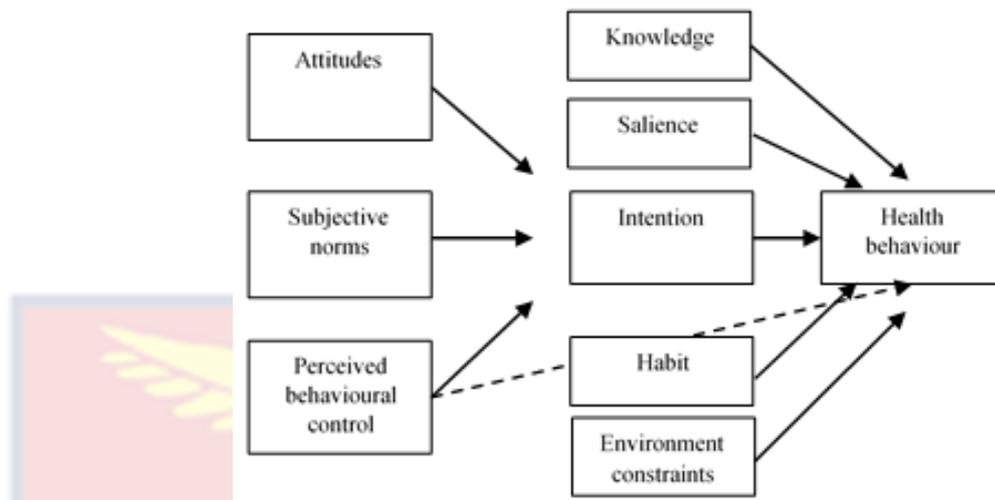 Attitudes
Subjective
norms
Perceived
behavioural
control
Knowledge
Salience
Intention
Habit
Environment
constraints
Health
behaviour